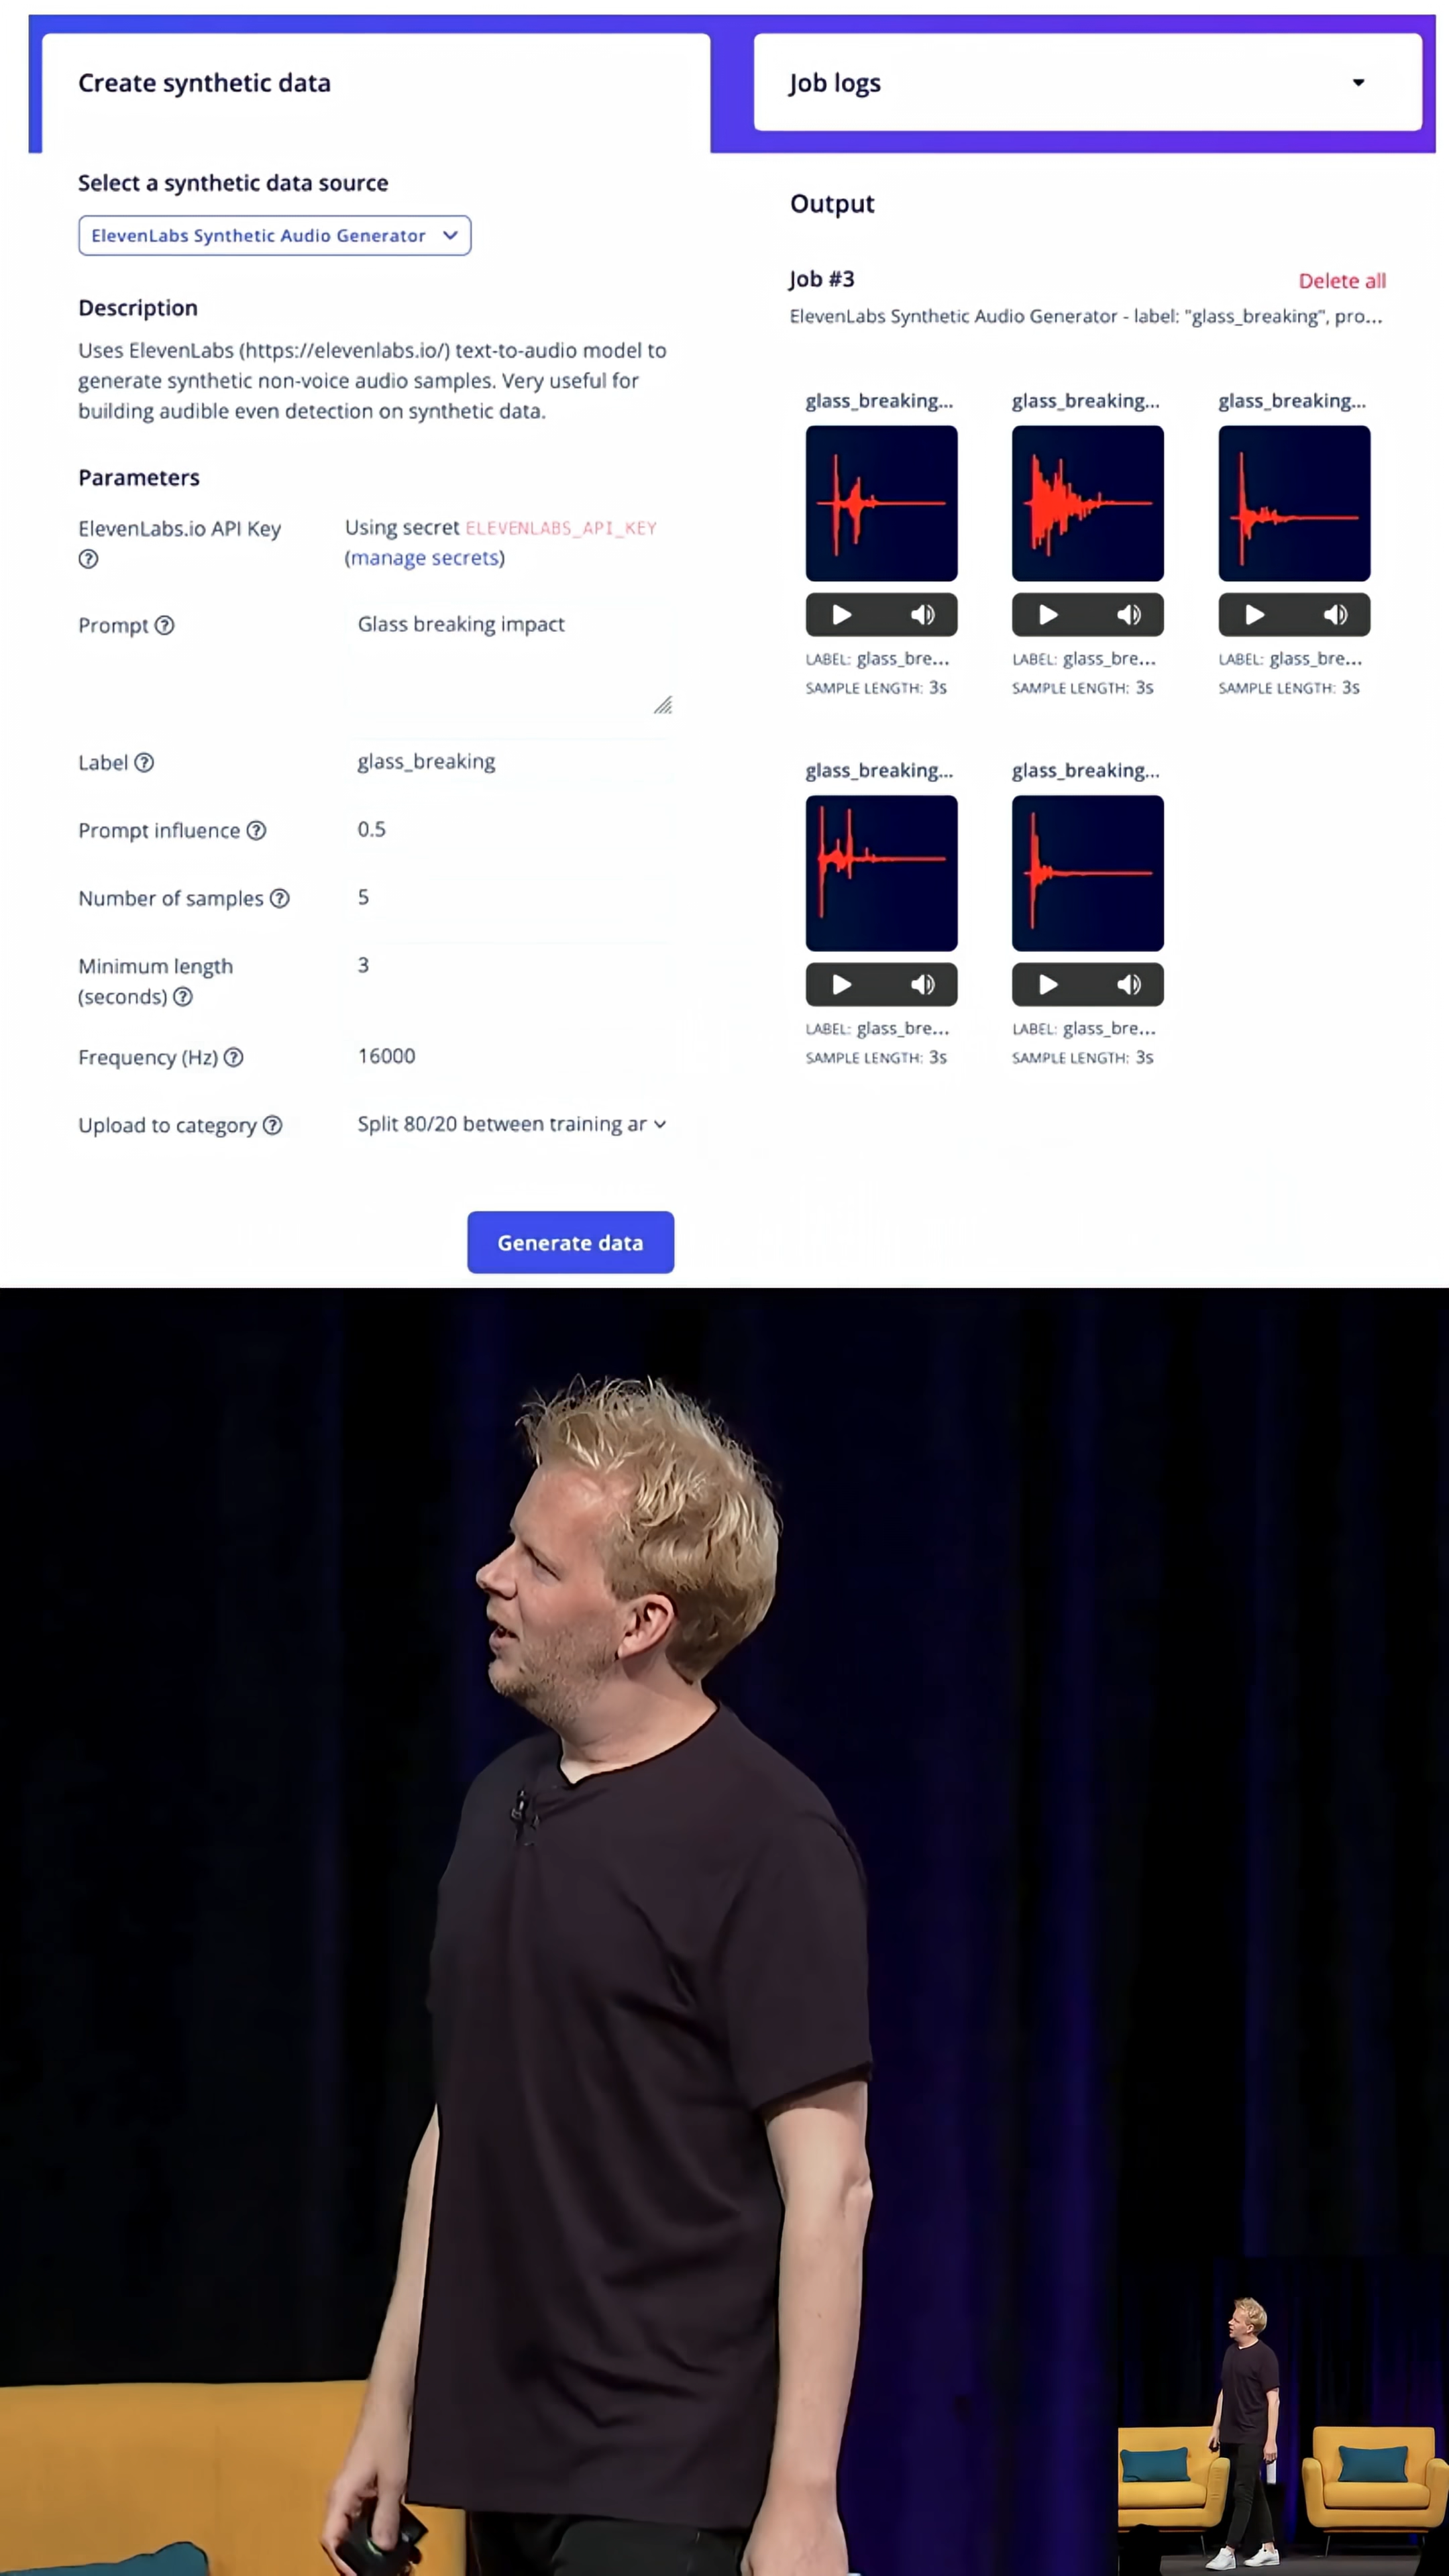 Create synthetic data
Job logs
Select a synthetic data source
ElevenLabs Synthetic Audio Generator
Description
Uses ElevenLabs (https://elevenlabs.io/) text-to-audio model to
generate synthetic non-voice audio samples. Very useful for
building audible even detection on synthetic data.
Parameters
ElevenLabs.io API Key
Using secret ELEVENLABS_API_KEY
(manage secrets)
Prompt
Glass breaking impact
Label
glass_breaking
Prompt influence
0.5
Number of samples
5
Minimum length
(seconds)
3
Frequency (Hz)
16000
Upload to category
Split 80/20 between training ar
Generate data
Output
Job #3
Delete all
ElevenLabs Synthetic Audio Generator - label: "glass_breaking", pro...
glass_breaking... glass_breaking... glass_breaking...
LABEL: glass_bre... LABEL: glass_bre... LABEL: glass_bre...
SAMPLE LENGTH: 3s SAMPLE LENGTH: 3s SAMPLE LENGTH: 3s
glass_breaking... glass_breaking...
LABEL: glass_bre... LABEL: glass_bre...
SAMPLE LENGTH: 3s SAMPLE LENGTH: 3s